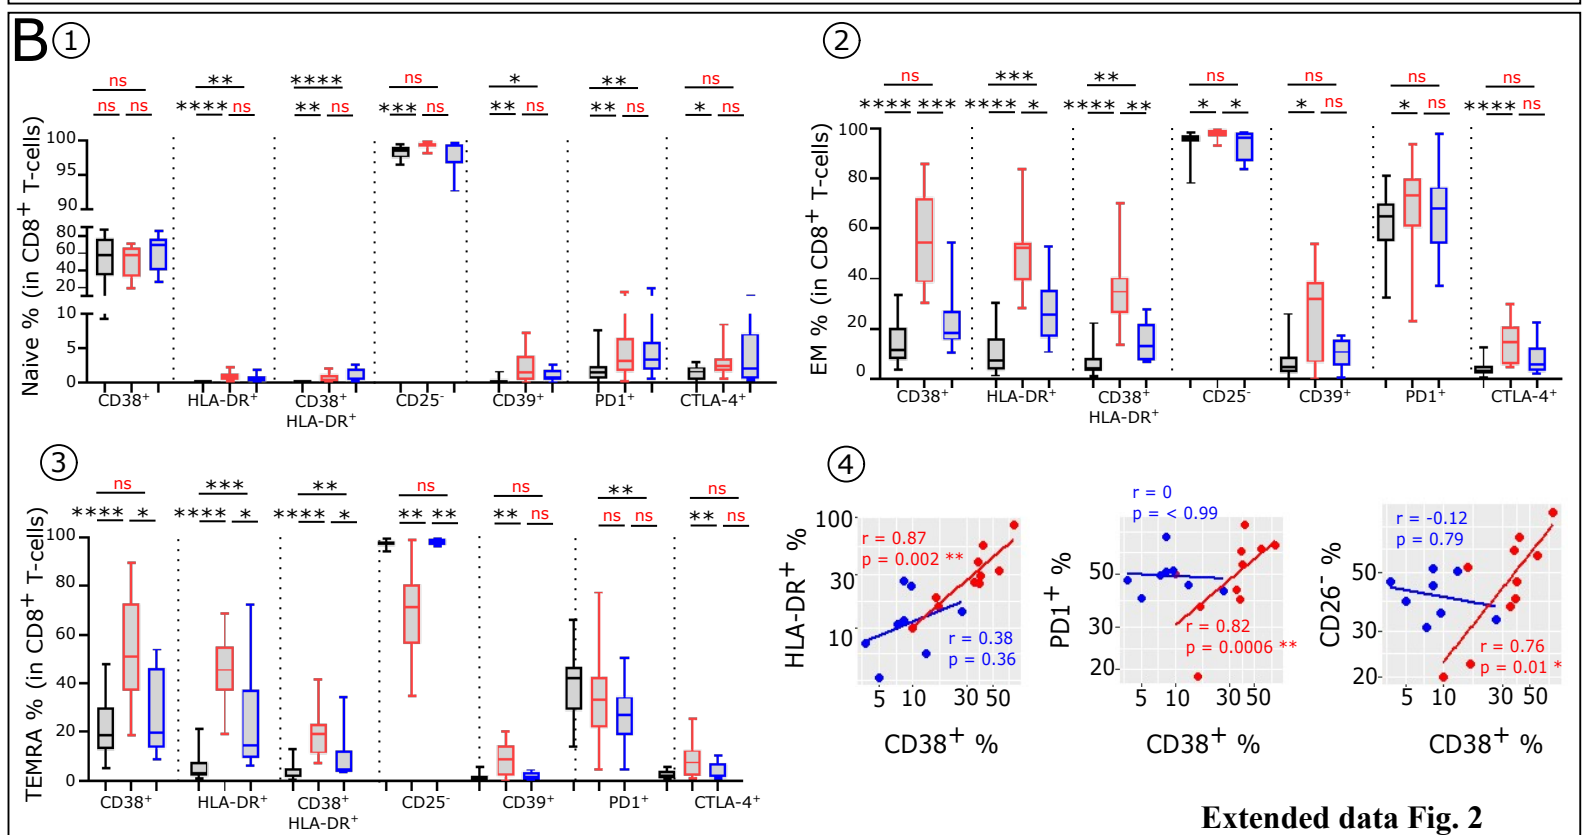 B
①
ns ** **** ns * ** ns
ns ns **** ns ** ns *** ns ** ns ** ns * ns
Naive % (in CD8+ T-cells)
100
95
90
80
60
40
20
10
5
0
CD38+ HLA-DR+ CD38+ CD25- CD39+ PD1+ CTLA-4+
HLA-DR+
②
ns *** ** ns ns ns ns
**** *** **** * **** ** * * * ns * ns **** ns
EM % (in CD8+ T-cells)
100
80
60
40
20
0
CD38+ HLA-DR+ CD38+ CD25- CD39+ PD1+ CTLA-4+
HLA-DR+
③
ns *** ** ns ns ** ns
**** * **** * **** * ** ** ** ns ns ns ** ns
TEMRA % (in CD8+ T-cells)
100
80
60
40
20
0
CD38+ HLA-DR+ CD38+ CD25- CD39+ PD1+ CTLA-4+
HLA-DR+
④
HLA-DR+ %
100
30
10
r = 0.87
p = 0.002 **
r = 0.38
p = 0.36
5 10 30 50
CD38+ %
PD1+ %
r = 0
p = < 0.99
50
30
20
r = 0.82
p = 0.0006 **
5 10 30 50
CD38+ %
CD26- %
r = -0.12
p = 0.79
50
30
20
r = 0.76
p = 0.01 *
5 10 30 50
CD38+ %
Extended data Fig. 2